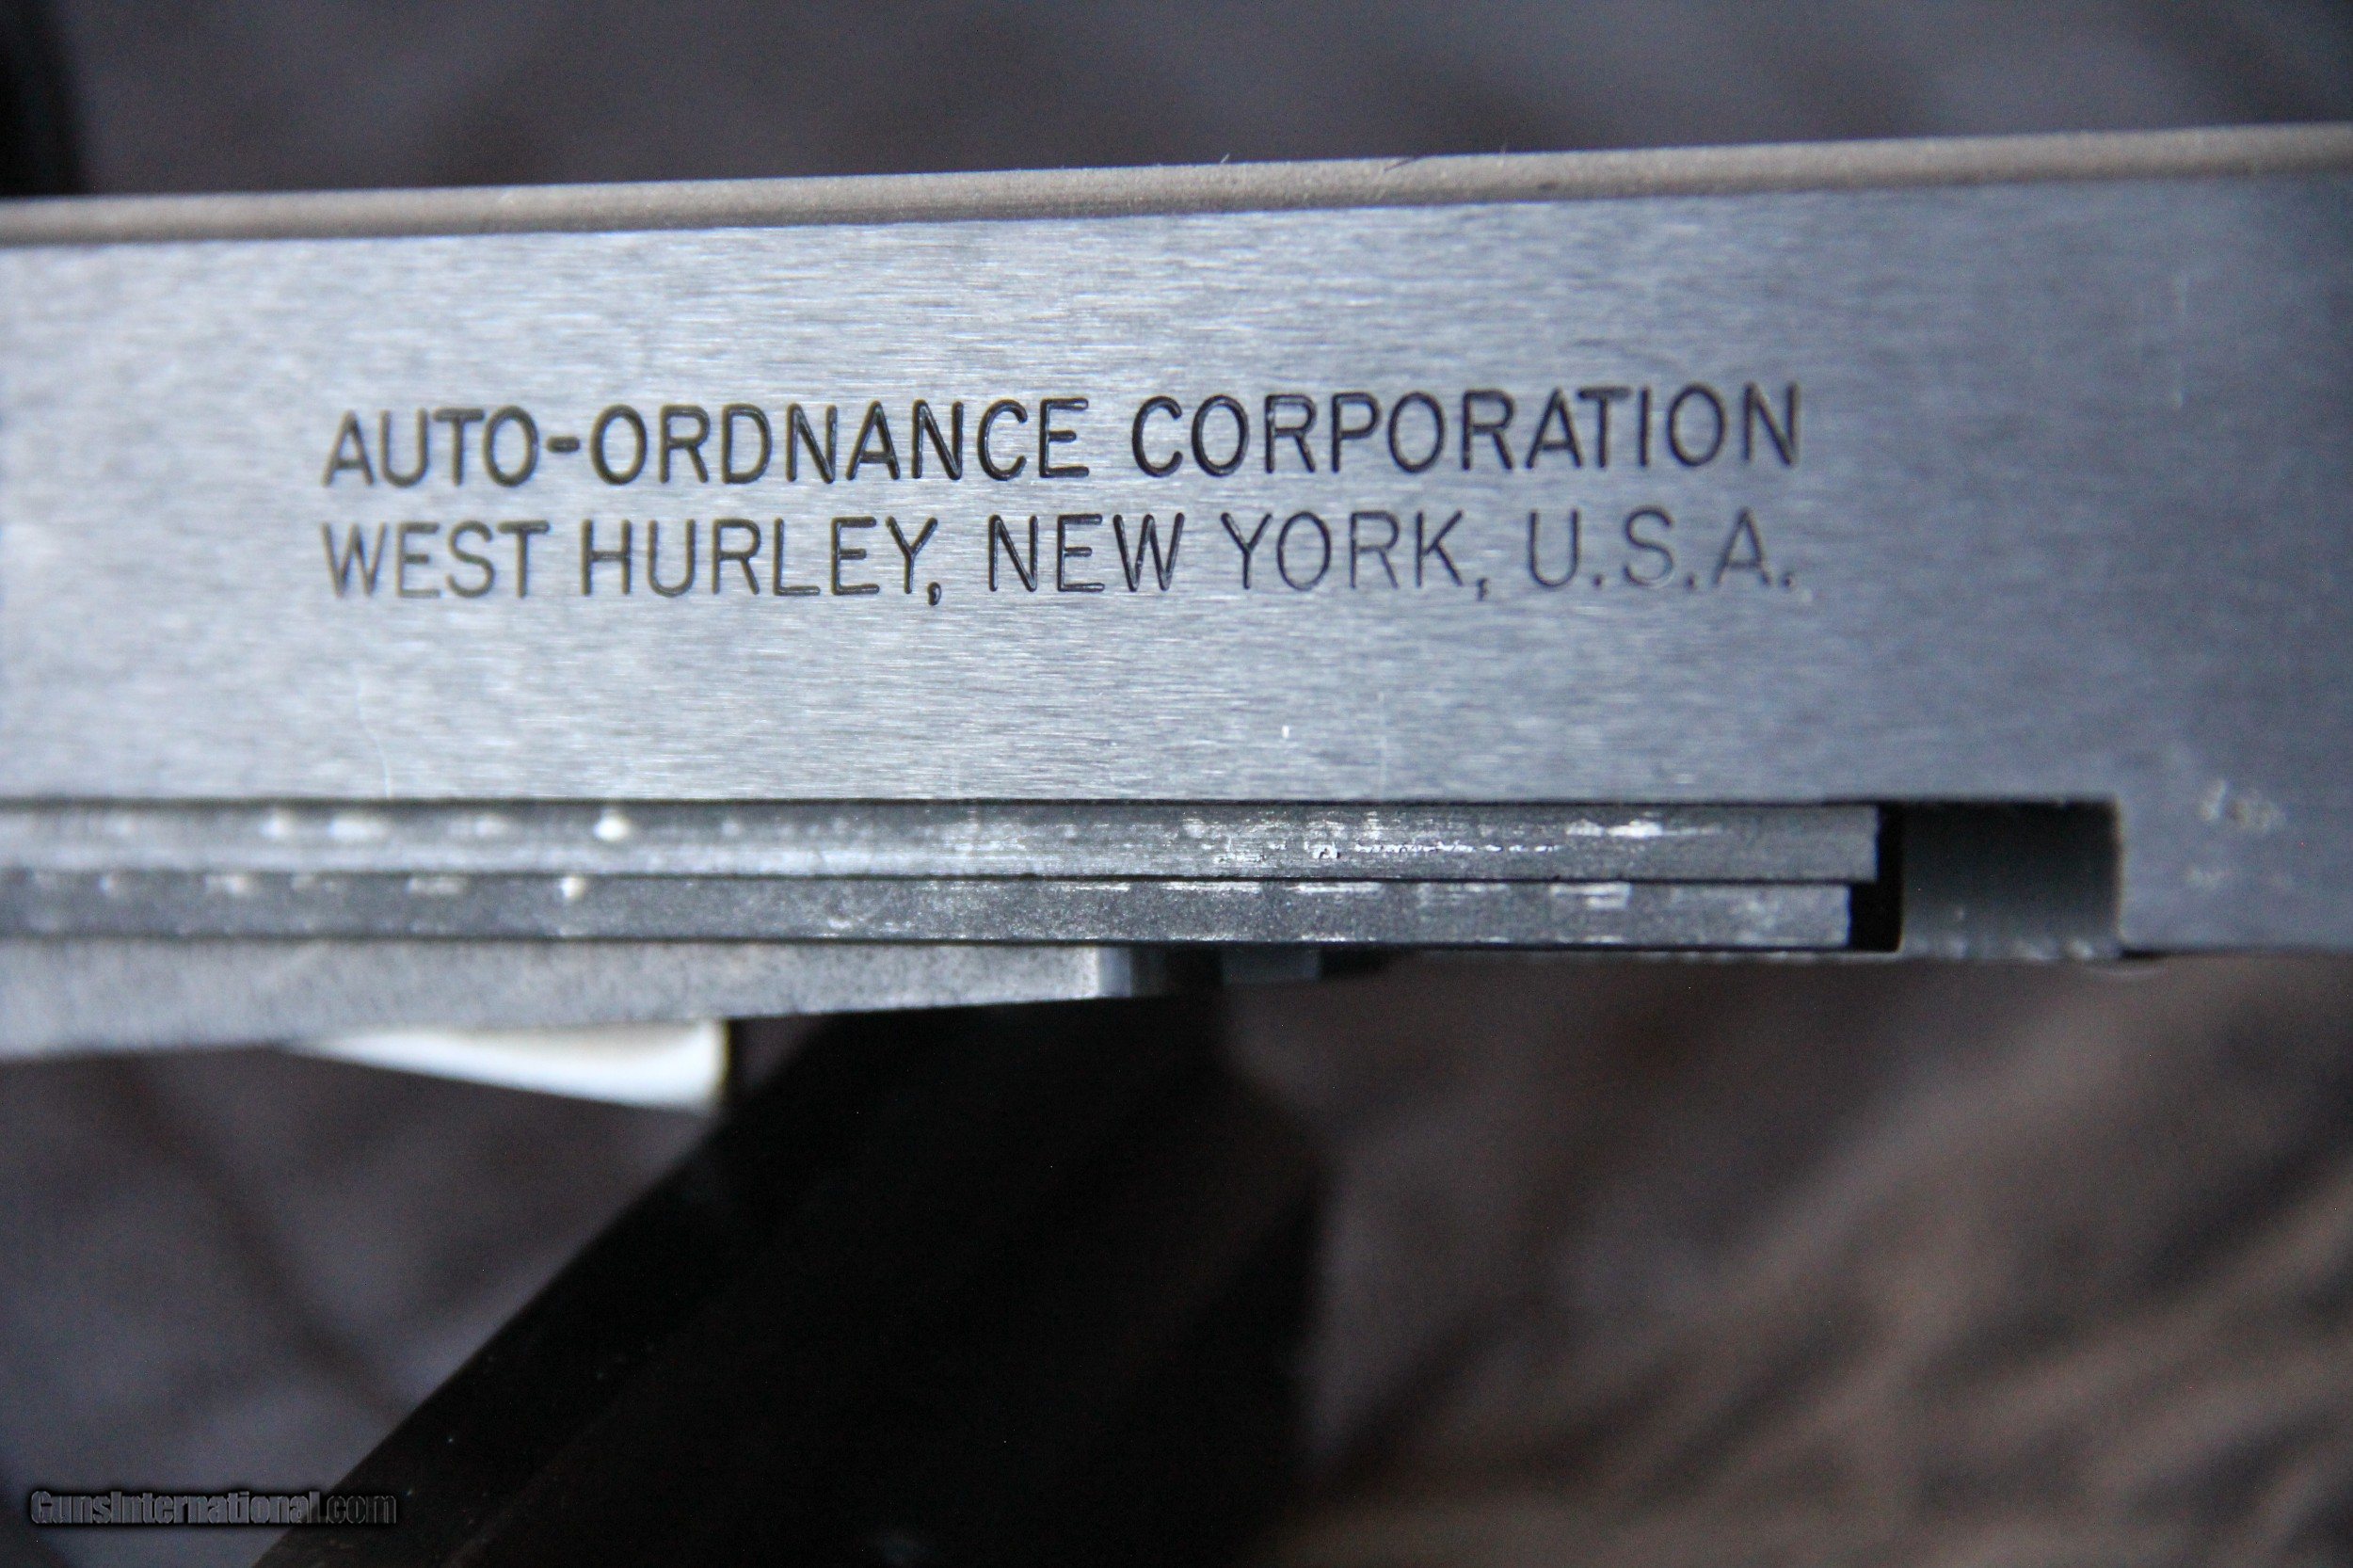 AUTO-ORDNANCE CORPORATION
WEST HURLEY, NEW YORK, U.S.A.
GunsInternational.com